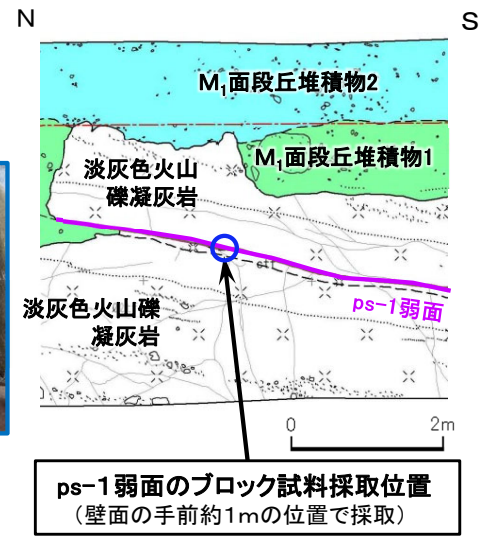 N
S
M₁面段丘堆積物2
M₁面段丘堆積物1
淡灰色火山
礫凝灰岩
cf1
ps-1弱面
淡灰色火山礫
凝灰岩
0 2m
ps-1弱面のブロック試料採取位置
(壁面の手前約1mの位置で採取)